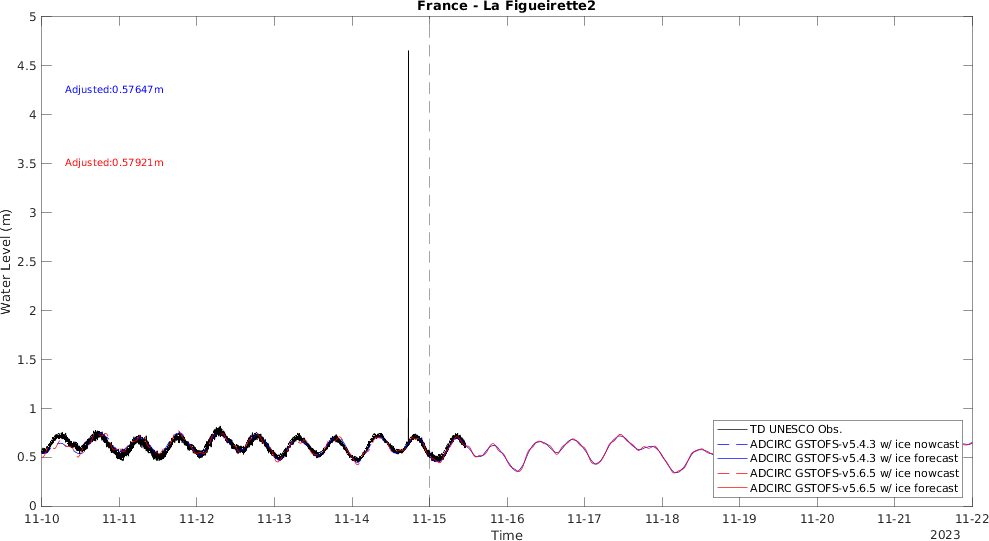 France - La Figueirette2
5
4.5
4
3.5
3
2.5
2
1.5
1
0.5
0
Water Level (m)
Adjusted:0.57647m
Adjusted:0.57921m
TD UNESCO Obs.
ADCIRC GSTOFS-v5.4.3 w/ ice nowcast
ADCIRC GSTOFS-v5.4.3 w/ ice forecast
ADCIRC GSTOFS-v5.6.5 w/ ice nowcast
ADCIRC GSTOFS-v5.6.5 w/ ice forecast
11-10 11-11 11-12 11-13 11-14 11-15 11-16 11-17 11-18 11-19 11-20 11-21 11-22
Time
2023